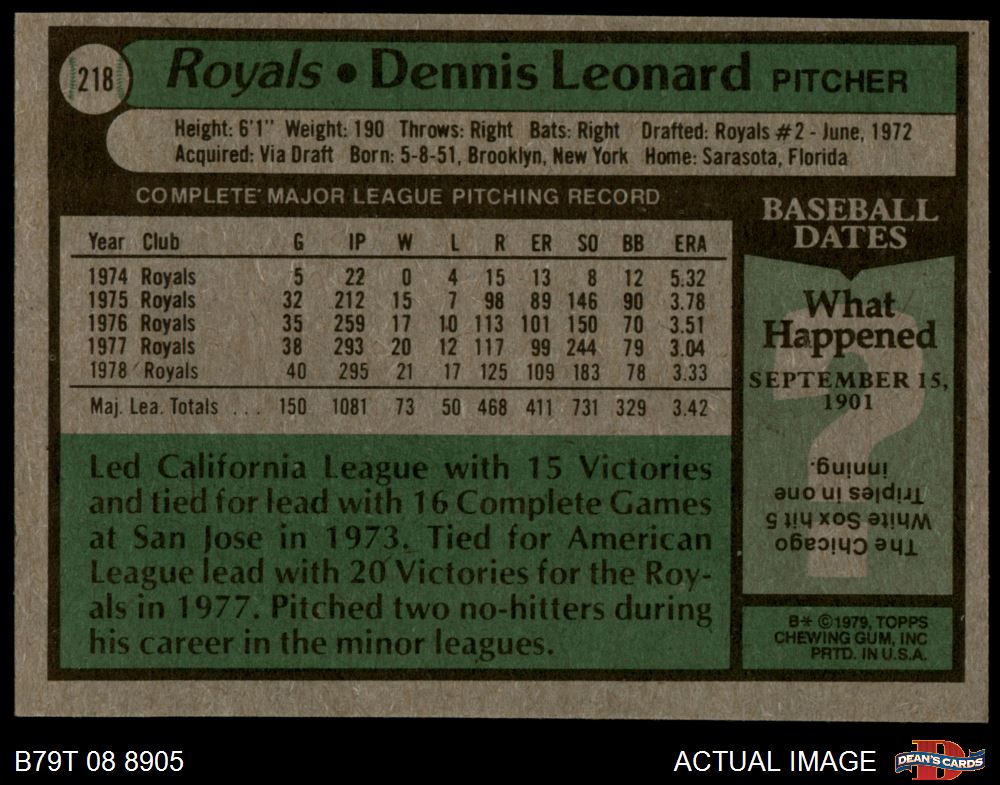 218
Royals • Dennis Leonard PITCHER
Height: 6'1" Weight: 190 Throws: Right Bats: Right Drafted: Royals #2 - June, 1972
Acquired: Via Draft Born: 5-8-51, Brooklyn, New York Home: Sarasota, Florida
COMPLETE MAJOR LEAGUE PITCHING RECORD
Year Club G IP W L R ER SO BB ERA
1974 Royals 5 22 0 4 15 13 8 12 5.32
1975 Royals 32 212 15 7 98 89 146 90 3.78
1976 Royals 35 259 17 10 113 101 150 70 3.51
1977 Royals 38 293 20 12 117 99 244 79 3.04
1978 Royals 40 295 21 17 125 109 183 78 3.33
Maj. Lea. Totals ... 150 1081 73 50 468 411 731 329 3.42
Led California League with 15 Victories
and tied for lead with 16 Complete Games
at San Jose in 1973. Tied for American
League lead with 20 Victories for the Roy-
als in 1977. Pitched two no-hitters during
his career in the minor leagues.
BASEBALL
DATES
What
Happened
SEPTEMBER 15,
1901
?
The Chicago
White Sox hit 5
Triples in one
inning.
B* ©1979, TOPPS
CHEWING GUM, INC
PRTD. IN U.S.A.
B79T 08 8905
ACTUAL IMAGE
D
DEAN'S CARDS